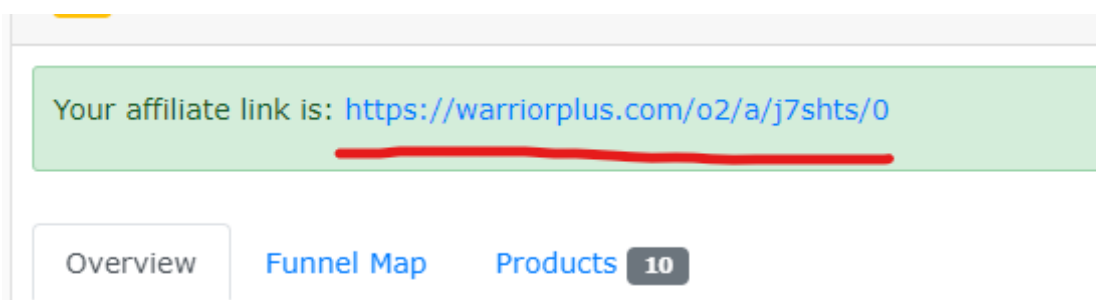 Your affiliate link is: https://warriorplus.com/o2/a/j7shts/0
Overview Funnel Map Products 10